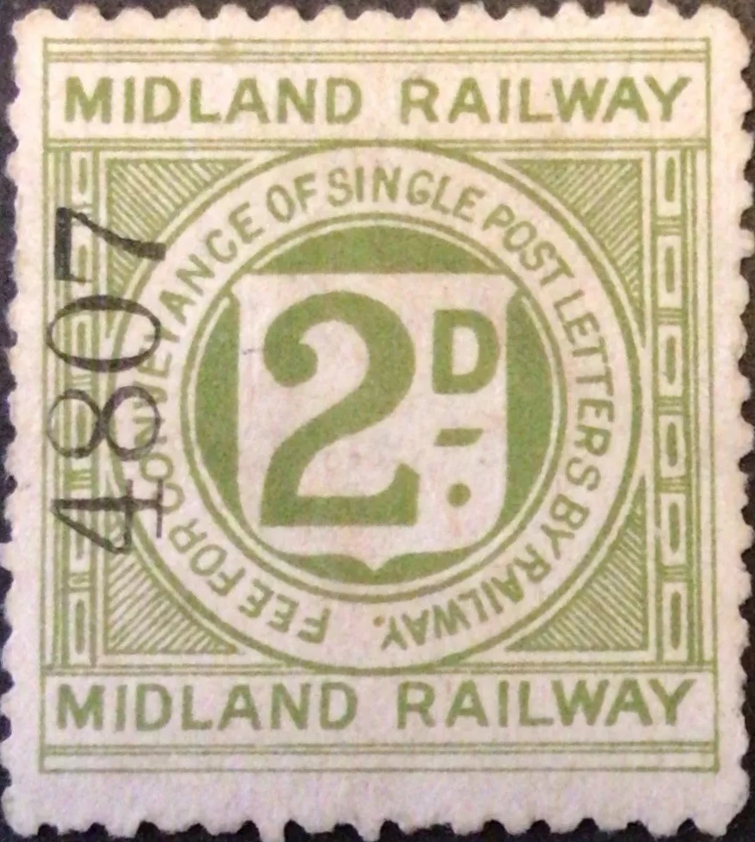 MIDLAND RAILWAY
FEE FOR CONVEYANCE OF SINGLE POST LETTERS BY RAILWAY.
2D.
4807
MIDLAND RAILWAY